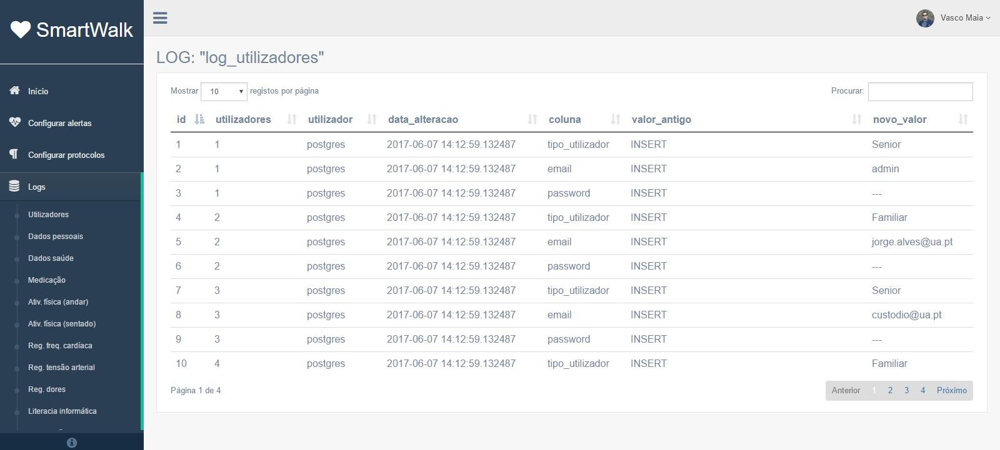 SmartWalk
Vasco Maia
Início
Configurar alertas
Configurar protocolos
Logs
Utilizadores
Dados pessoais
Dados saúde
Medicação
Ativ. física (andar)
Ativ. física (sentado)
Reg. freq. cardíaca
Reg. tensão arterial
Reg. dores
Literacia informática
LOG: "log_utilizadores"
Mostrar 10 registos por página Procurar:
id utilizadores utilizador data_alteracao coluna valor_antigo novo_valor
1 1 postgres 2017-06-07 14:12:59.132487 tipo_utilizador INSERT Senior
2 1 postgres 2017-06-07 14:12:59.132487 email INSERT admin
3 1 postgres 2017-06-07 14:12:59.132487 password INSERT ---
4 2 postgres 2017-06-07 14:12:59.132487 tipo_utilizador INSERT Familiar
5 2 postgres 2017-06-07 14:12:59.132487 email INSERT jorge.alves@ua.pt
6 2 postgres 2017-06-07 14:12:59.132487 password INSERT ---
7 3 postgres 2017-06-07 14:12:59.132487 tipo_utilizador INSERT Senior
8 3 postgres 2017-06-07 14:12:59.132487 email INSERT custodio@ua.pt
9 3 postgres 2017-06-07 14:12:59.132487 password INSERT ---
10 4 postgres 2017-06-07 14:12:59.132487 tipo_utilizador INSERT Familiar
Página 1 de 4 Anterior 1 2 3 4 Próximo